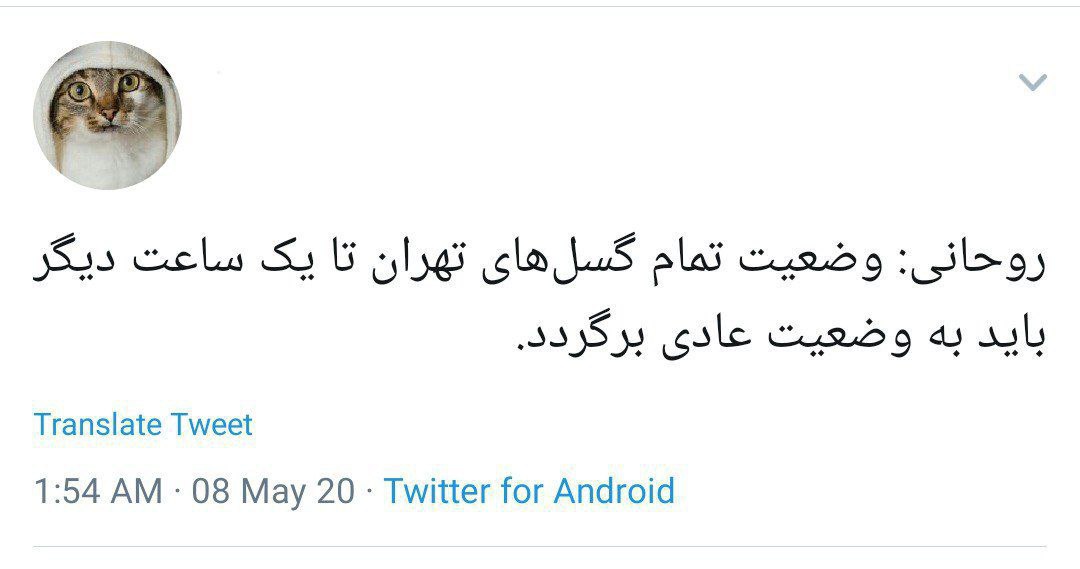 روحانی: وضعیت تمام گسل‌های تهران تا یک ساعت دیگر
باید به وضعیت عادی برگردد.
Translate Tweet
1:54 AM · 08 May 20 · Twitter for Android